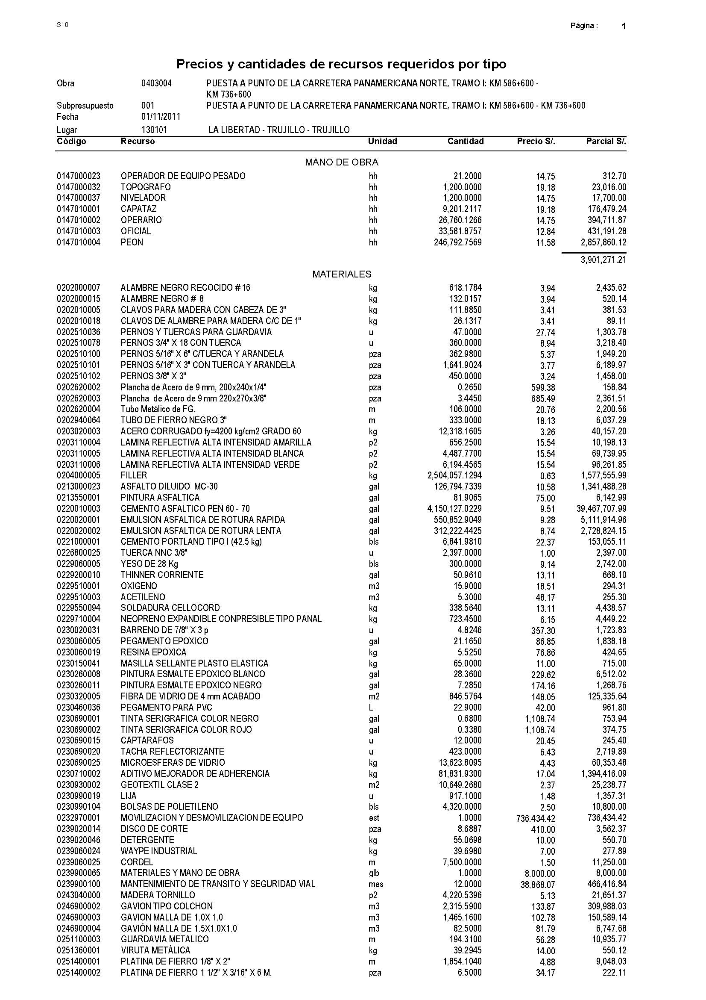 S10 Página : 1
Precios y cantidades de recursos requeridos por tipo
Obra 0403004 PUESTA A PUNTO DE LA CARRETERA PANAMERICANA NORTE, TRAMO I: KM 586+600 -
KM 736+600
Subpresupuesto 001 PUESTA A PUNTO DE LA CARRETERA PANAMERICANA NORTE, TRAMO I: KM 586+600 - KM 736+600
Fecha 01/11/2011
Lugar 130101 LA LIBERTAD - TRUJILLO - TRUJILLO
Código Recurso Unidad Cantidad Precio S/. Parcial S/.
MANO DE OBRA
0147000023 OPERADOR DE EQUIPO PESADO hh 21.2000 14.75 312.70
0147000032 TOPOGRAFO hh 1,200.0000 19.18 23,016.00
0147000037 NIVELADOR hh 1,200.0000 14.75 17,700.00
0147010001 CAPATAZ hh 9,201.2117 19.18 176,479.24
0147010002 OPERARIO hh 26,760.1266 14.75 394,711.87
0147010003 OFICIAL hh 33,581.8757 12.84 431,191.28
0147010004 PEON hh 246,792.7569 11.58 2,857,860.12
3,901,271.21
MATERIALES
0202000007 ALAMBRE NEGRO RECOCIDO # 16 kg 618.1784 3.94 2,435.62
0202000015 ALAMBRE NEGRO # 8 kg 132.0157 3.94 520.14
0202010005 CLAVOS PARA MADERA CON CABEZA DE 3" kg 111.8850 3.41 381.53
0202010018 CLAVOS DE ALAMBRE PARA MADERA C/C DE 1" kg 26.1317 3.41 89.11
0202510036 PERNOS Y TUERCAS PARA GUARDAVIA u 47.0000 27.74 1,303.78
0202510078 PERNOS 3/4" X 18 CON TUERCA u 360.0000 8.94 3,218.40
0202510100 PERNOS 5/16" X 6" C/TUERCA Y ARANDELA pza 362.9800 5.37 1,949.20
0202510101 PERNOS 5/16" X 3" CON TUERCA Y ARANDELA pza 1,641.9024 3.77 6,189.97
0202510102 PERNOS 3/8" X 3" pza 450.0000 3.24 1,458.00
0202620002 Plancha de Acero de 9 mm, 200x240x1/4" pza 0.2650 599.38 158.84
0202620003 Plancha de Acero de 9 mm 220x270x3/8" pza 3.4450 685.49 2,361.51
0202620004 Tubo Metálico de FG. m 106.0000 20.76 2,200.56
0202940064 TUBO DE FIERRO NEGRO 3" m 333.0000 18.13 6,037.29
0203020003 ACERO CORRUGADO fy=4200 kg/cm2 GRADO 60 kg 12,318.1605 3.26 40,157.20
0203110004 LAMINA REFLECTIVA ALTA INTENSIDAD AMARILLA p2 656.2500 15.54 10,198.13
0203110005 LAMINA REFLECTIVA ALTA INTENSIDAD BLANCA p2 4,487.7700 15.54 69,739.95
0203110006 LAMINA REFLECTIVA ALTA INTENSIDAD VERDE p2 6,194.4565 15.54 96,261.85
0204000005 FILLER kg 2,504,057.1294 0.63 1,577,555.99
0213000023 ASFALTO DILUIDO MC-30 gal 126,794.7339 10.58 1,341,488.28
0213550001 PINTURA ASFALTICA gal 81.9065 75.00 6,142.99
0220010003 CEMENTO ASFALTICO PEN 60 - 70 gal 4,150,127.0229 9.51 39,467,707.99
0220020001 EMULSION ASFALTICA DE ROTURA RAPIDA gal 550,852.9049 9.28 5,111,914.96
0220020002 EMULSION ASFALTICA DE ROTURA LENTA gal 312,222.4425 8.74 2,728,824.15
0221000001 CEMENTO PORTLAND TIPO I (42.5 kg) bls 6,841.9810 22.37 153,055.11
0226800025 TUERCA NNC 3/8" u 2,397.0000 1.00 2,397.00
0229060005 YESO DE 28 Kg bls 300.0000 9.14 2,742.00
0229200010 THINNER CORRIENTE gal 50.9610 13.11 668.10
0229510001 OXIGENO m3 15.9000 18.51 294.31
0229510003 ACETILENO m3 5.3000 48.17 255.30
0229550094 SOLDADURA CELLOCORD kg 338.5640 13.11 4,438.57
0229710004 NEOPRENO EXPANDIBLE CONPRESIBLE TIPO PANAL kg 723.4500 6.15 4,449.22
0230020031 BARRENO DE 7/8" X 3 p u 4.8246 357.30 1,723.83
0230060005 PEGAMENTO EPOXICO gal 21.1650 86.85 1,838.18
0230060019 RESINA EPOXICA kg 5.5250 76.86 424.65
0230150041 MASILLA SELLANTE PLASTO ELASTICA kg 65.0000 11.00 715.00
0230260008 PINTURA ESMALTE EPOXICO BLANCO gal 28.3600 229.62 6,512.02
0230260011 PINTURA ESMALTE EPOXICO NEGRO gal 7.2850 174.16 1,268.76
0230320005 FIBRA DE VIDRIO DE 4 mm ACABADO m2 846.5764 148.05 125,335.64
0230460036 PEGAMENTO PARA PVC L 22.9000 42.00 961.80
0230690001 TINTA SERIGRAFICA COLOR NEGRO gal 0.6800 1,108.74 753.94
0230690002 TINTA SERIGRAFICA COLOR ROJO gal 0.3380 1,108.74 374.75
0230690015 CAPTARAFOS u 12.0000 20.45 245.40
0230690020 TACHA REFLECTORIZANTE u 423.0000 6.43 2,719.89
0230690025 MICROESFERAS DE VIDRIO kg 13,623.8095 4.43 60,353.48
0230710002 ADITIVO MEJORADOR DE ADHERENCIA kg 81,831.9300 17.04 1,394,416.09
0230930002 GEOTEXTIL CLASE 2 m2 10,649.2680 2.37 25,238.77
0230990019 LIJA u 917.1000 1.48 1,357.31
0230990104 BOLSAS DE POLIETILENO bls 4,320.0000 2.50 10,800.00
0232970001 MOVILIZACION Y DESMOVILIZACION DE EQUIPO est 1.0000 736,434.42 736,434.42
0239020014 DISCO DE CORTE pza 8.6887 410.00 3,562.37
0239020046 DETERGENTE kg 55.0698 10.00 550.70
0239060024 WAYPE INDUSTRIAL kg 39.6980 7.00 277.89
0239060025 CORDEL m 7,500.0000 1.50 11,250.00
0239900065 MATERIALES Y MANO DE OBRA glb 1.0000 8,000.00 8,000.00
0239900100 MANTENIMIENTO DE TRANSITO Y SEGURIDAD VIAL mes 12.0000 38,868.07 466,416.84
0243040000 MADERA TORNILLO p2 4,220.5396 5.13 21,651.37
0246900002 GAVION TIPO COLCHON m3 2,315.5900 133.87 309,988.03
0246900003 GAVION MALLA DE 1.0X 1.0 m3 1,465.1600 102.78 150,589.14
0246900004 GAVIÓN MALLA DE 1.5X1.0X1.0 m3 82.5000 81.79 6,747.68
0251100003 GUARDAVIA METALICO m 194.3100 56.28 10,935.77
0251360001 VIRUTA METÁLICA kg 39.2945 14.00 550.12
0251400001 PLATINA DE FIERRO 1/8" X 2" m 1,854.1040 4.88 9,048.03
0251400002 PLATINA DE FIERRO 1 1/2" X 3/16" X 6 M. pza 6.5000 34.17 222.11